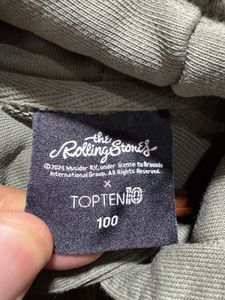 the
Rolling Stones
©2024 Musidor B.V., under license to Bravado
International Group. All Rights Reserved.
×
TOPTEN10
100